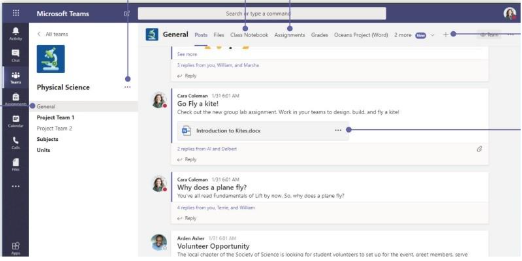 Microsoft Teams
Search or type a command
Activity
Chat
Teams
Assignments
Calendar
Calls
Files
Apps
All teams
Physical Science
General
Project Team 1
Project Team 2
Subjects
Units
General Posts Files Class Notebook Assignments Grades Oceans Project (Word) 2 more New
Team
See more
3 replies from you, William, and Marcha
Reply
Cara Coleman 1/31 6:01 AM
Go Fly a kite!
Check out the new group lab assignment. Work in your teams to design, build, and fly a kite!
Introduction to Kites.docx
2 replies from Al and Delbert
Reply
Cara Coleman 1/31 6:01 AM
Why does a plane fly?
You've all read Fundamentals of Lift by now. So, why does a plane fly?
4 replies from you, Terrie, and William
Reply
Arden Asher 1/31 6:01 AM
Volunteer Opportunity
The local chapter of the Society of Science is looking for student volunteers to set up for the event, greet members, serve